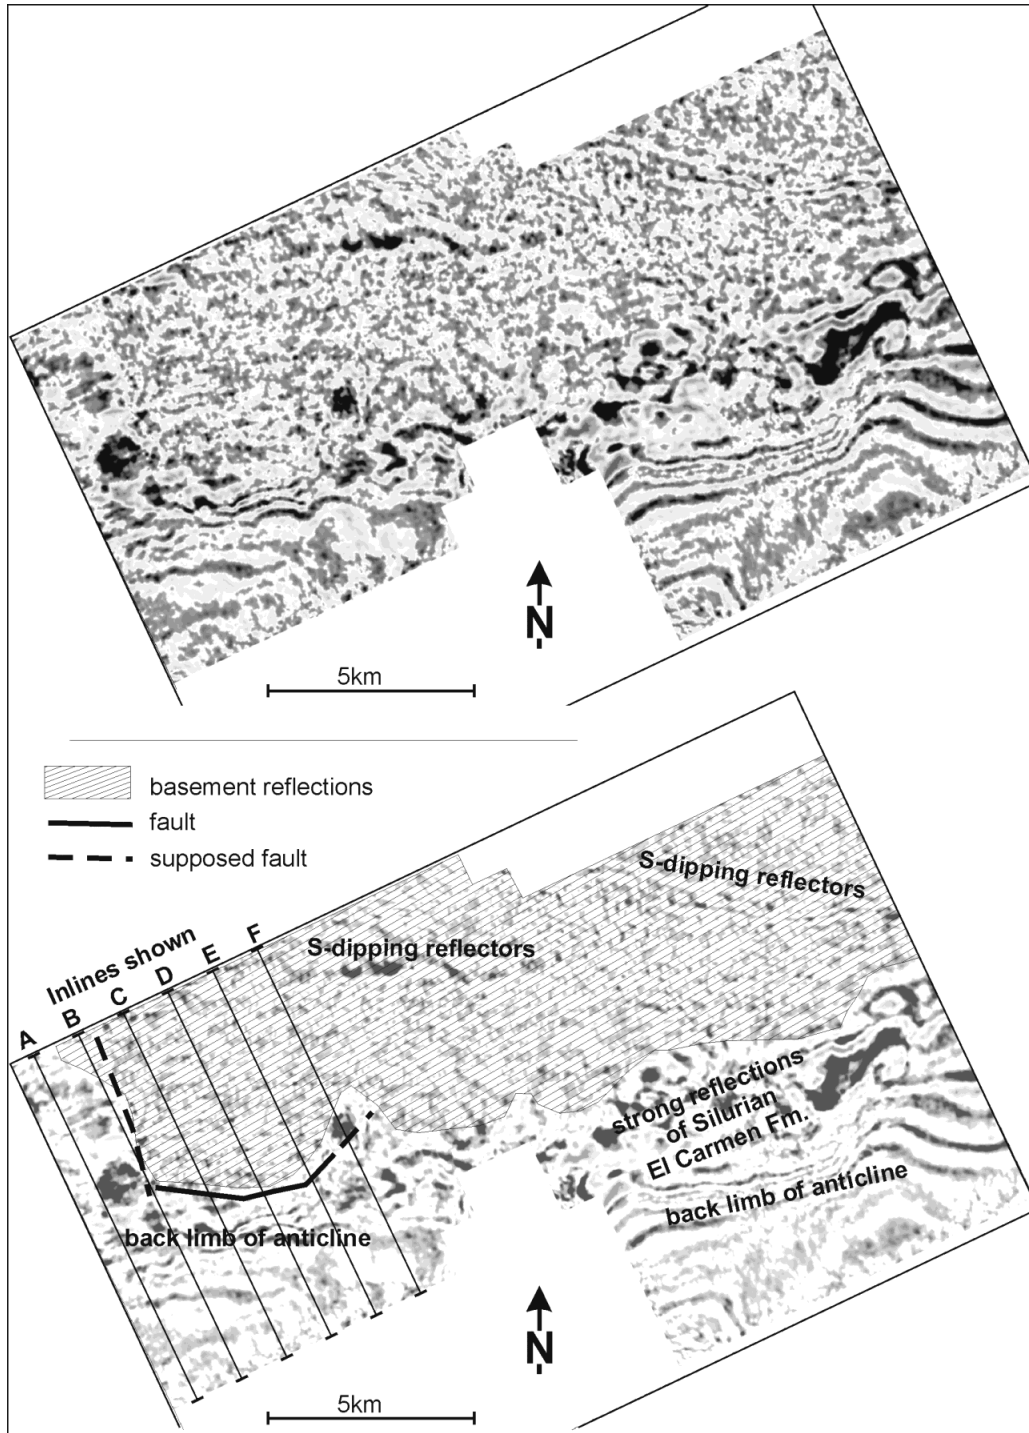 N
5km
basement reflections
fault
supposed fault
S-dipping reflectors
S-dipping reflectors
Inlines shown
A
B
C
D
E
F
strong reflections
of Silurian
El Carmen Fm.
back limb of anticline
back limb of anticline
N
5km